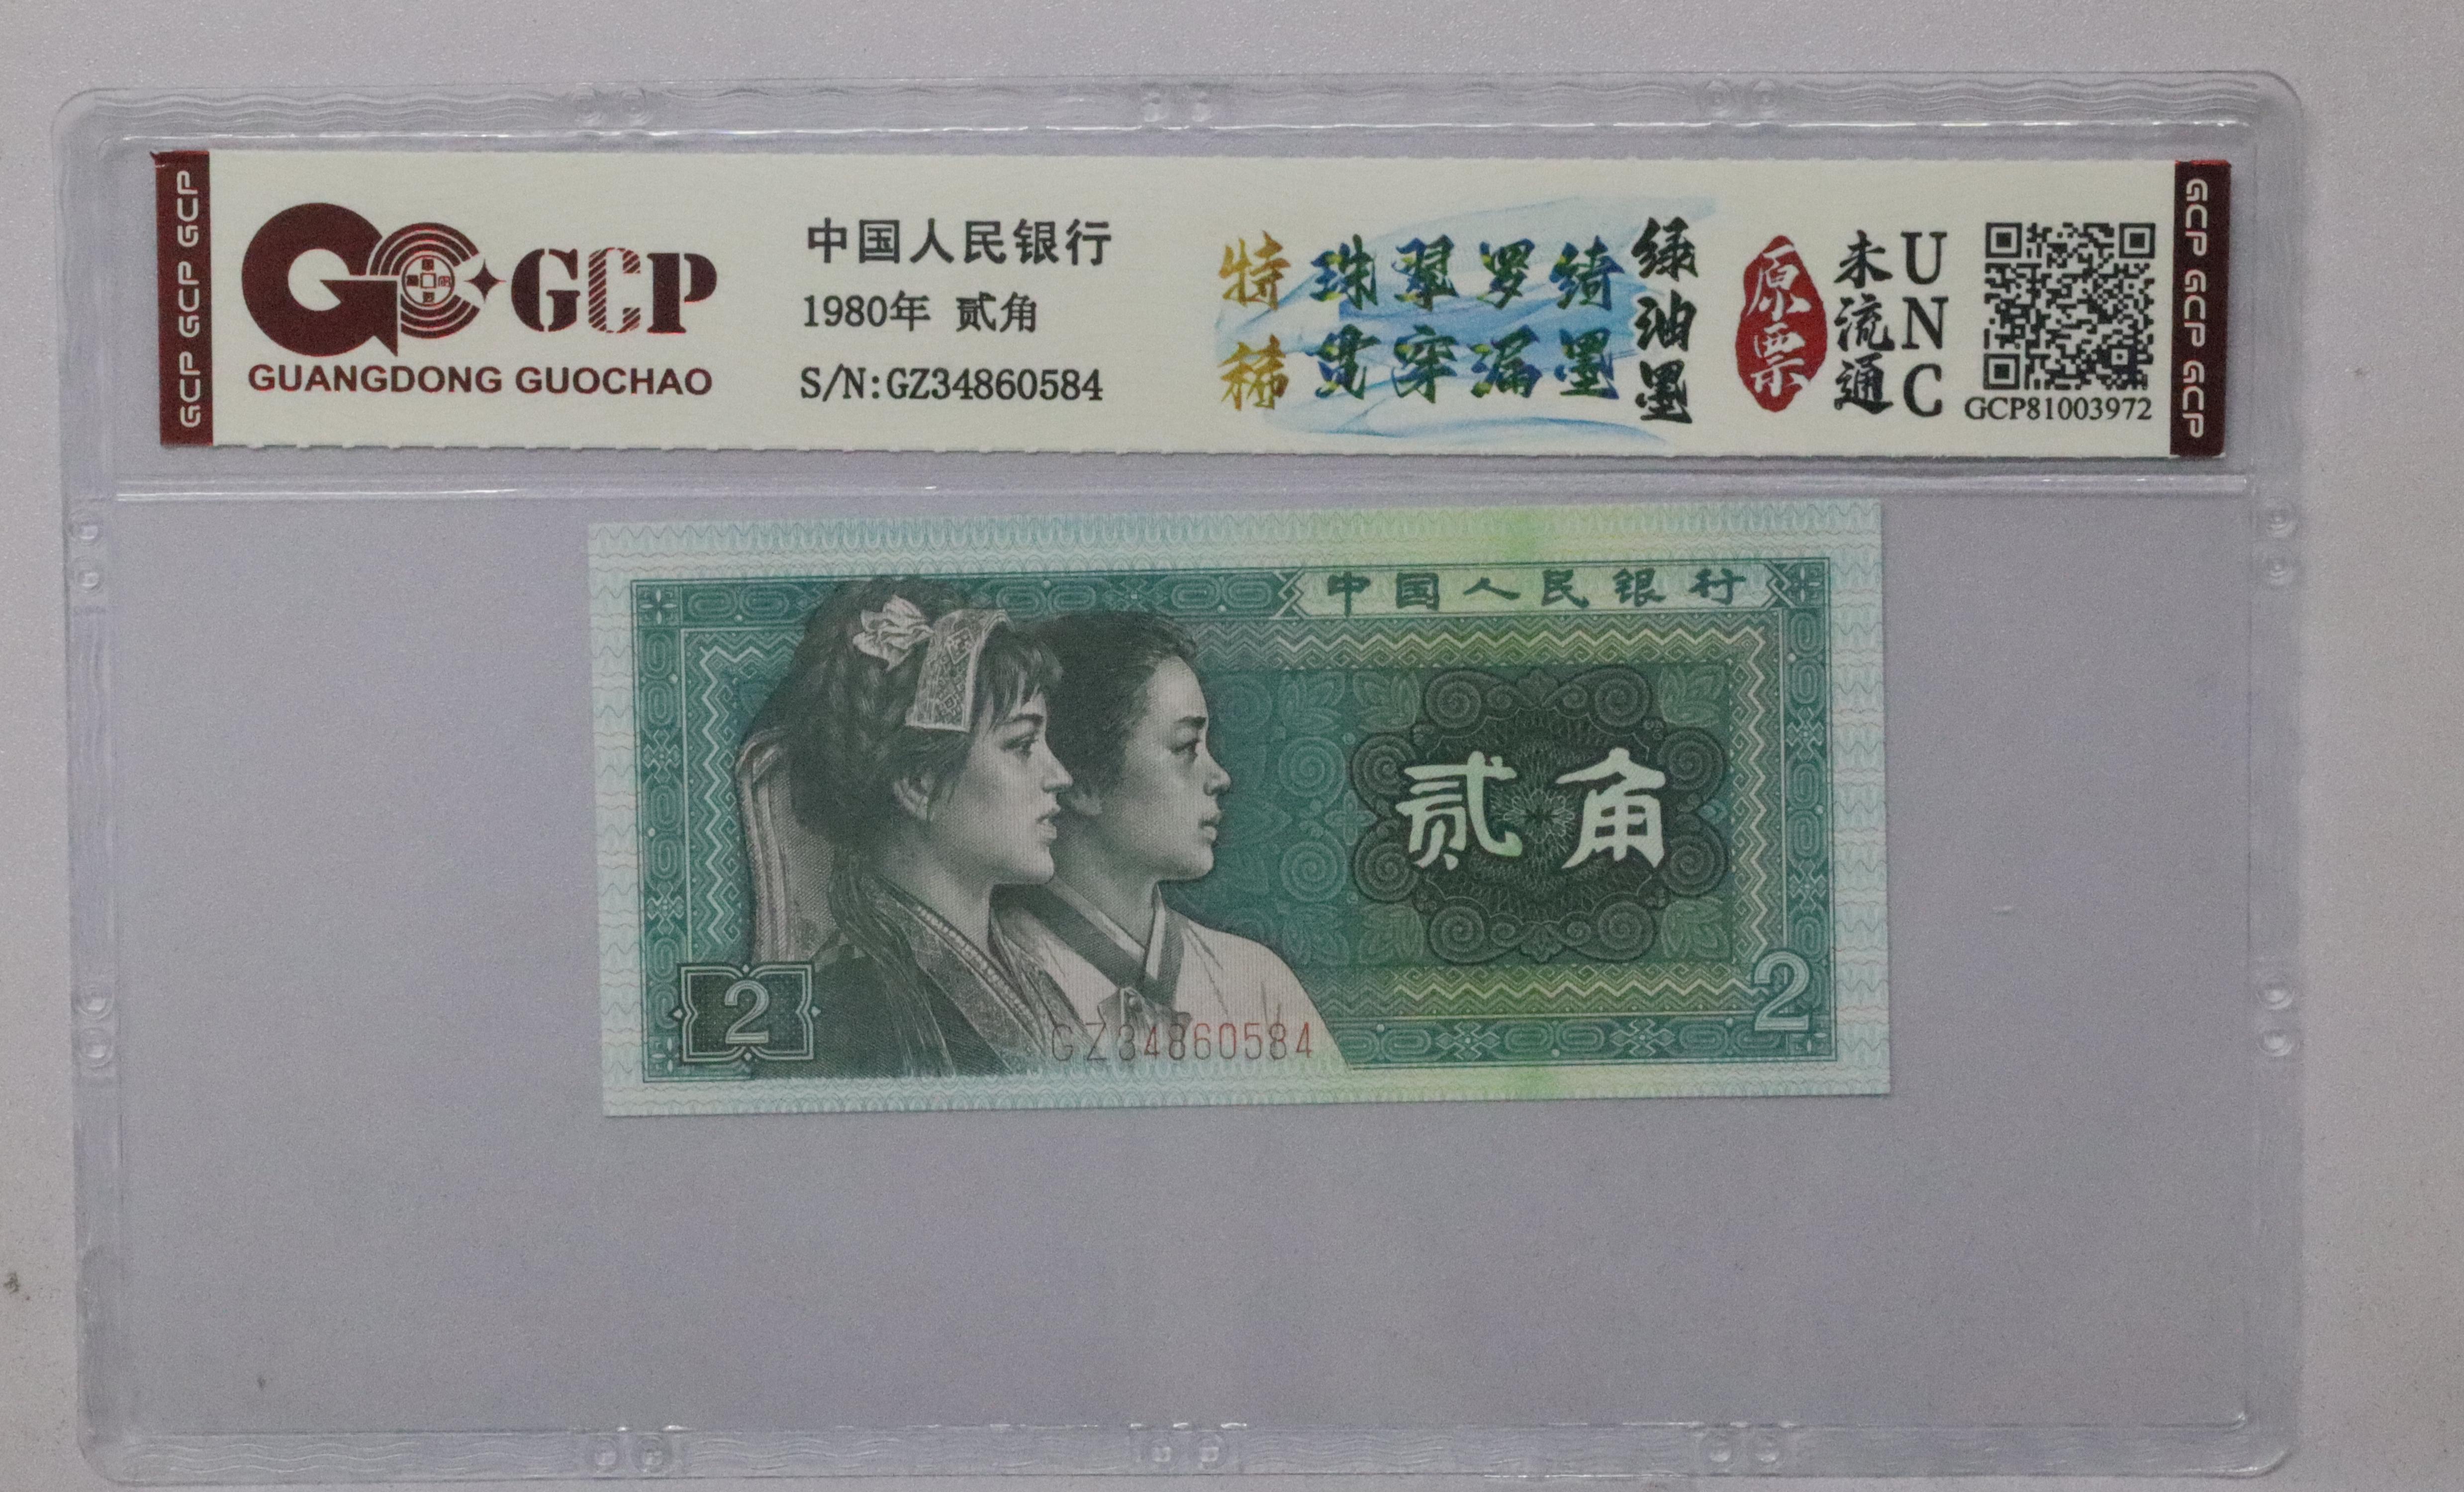 GCP GCP GCP
GCP
GUANGDONG GUOCHAO
中国人民银行
1980年 贰角
S/N:GZ34860584
特稀
珠翠罗绮
贯穿漏墨
绿油墨
原票
未流通
UNC
GCP81003972
GCP GCP GCP
中国人民银行
贰角
2
GZ34860584
2